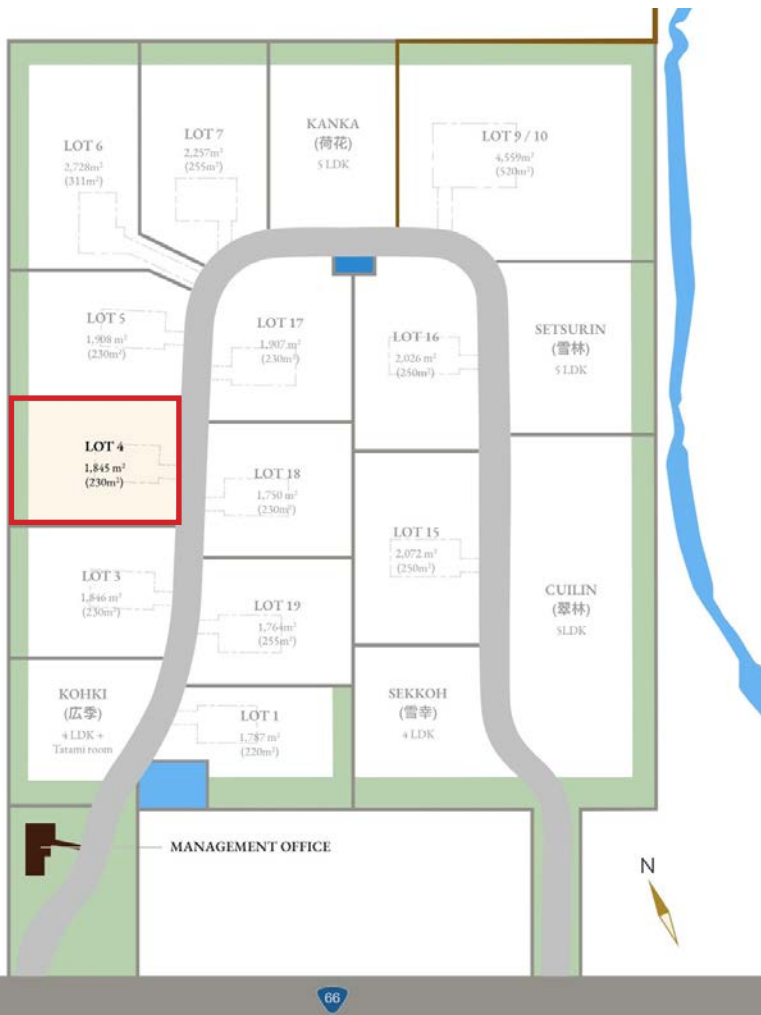 LOT 6
2,728m²
(311m²)
LOT 7
2,257m²
(255m²)
KANKA
(荷花)
5 LDK
LOT 9 / 10
4,559m²
(520m²)
LOT 5
1,908 m²
(230m²)
LOT 17
1,907 m²
(230m²)
LOT 16
2,026 m²
(250m²)
SETSURIN
(雪林)
5 LDK
LOT 4
1,845 m²
(230m²)
LOT 18
1,750 m²
(230m²)
LOT 15
2,072 m²
(250m²)
LOT 3
1,846 m²
(230m²)
LOT 19
1,764m²
(255m²)
CUILIN
(翠林)
5LDK
KOHKI
(広季)
4 LDK +
Tatami room
LOT 1
1,787 m²
(220m²)
SEKKOH
(雪幸)
4 LDK
MANAGEMENT OFFICE
N
66